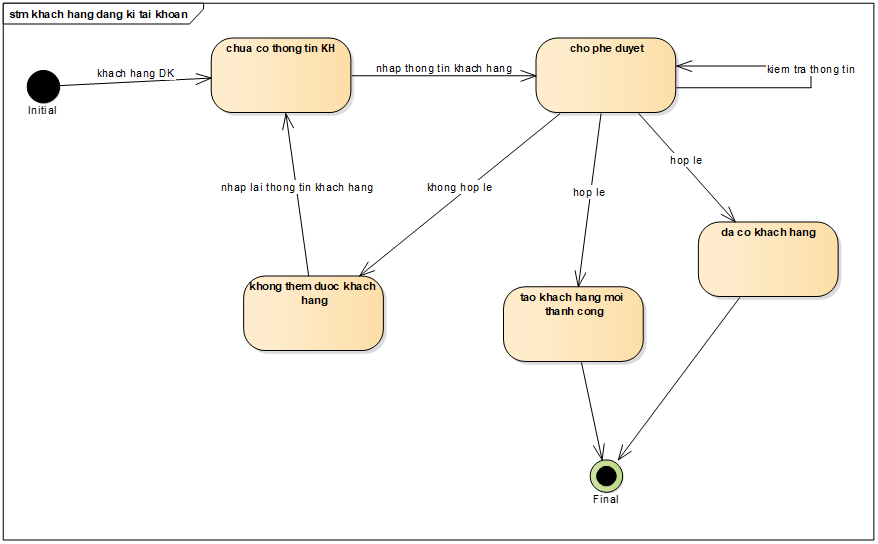 stm khach hang dang ki tai khoan
chua co thong tin KH
cho phe duyet
khach hang DK
nhap thong tin khach hang
kiem tra thong tin
Initial
hop le
nhap lai thong tin khach hang
khong hop le
hop le
da co khach hang
khong them duoc khach
hang
tao khach hang moi
thanh cong
Final